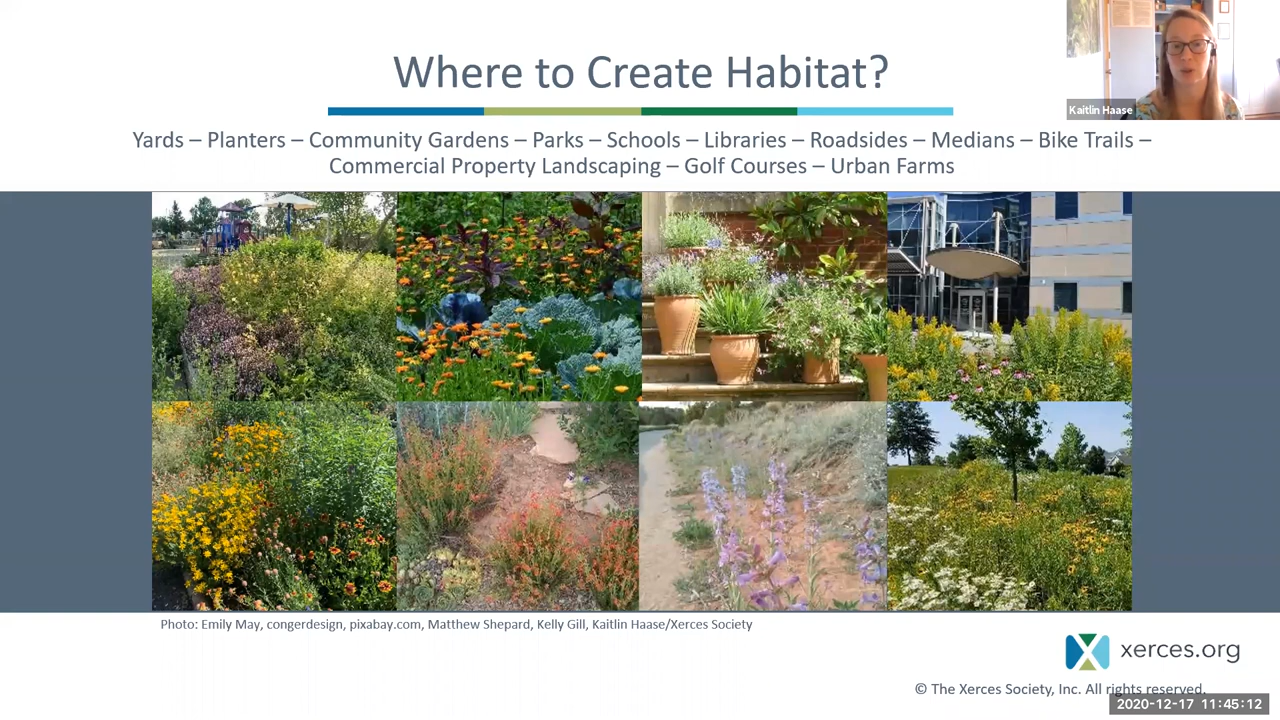 Where to Create Habitat?
Kaitlin Haase
Yards – Planters – Community Gardens – Parks – Schools – Libraries – Roadsides – Medians – Bike Trails –
Commercial Property Landscaping – Golf Courses – Urban Farms
Photo: Emily May, congerdesign, pixabay.com, Matthew Shepard, Kelly Gill, Kaitlin Haase/Xerces Society
xerces.org
© The Xerces Society, Inc. All rights reserved.
2020-12-17 11:45:12